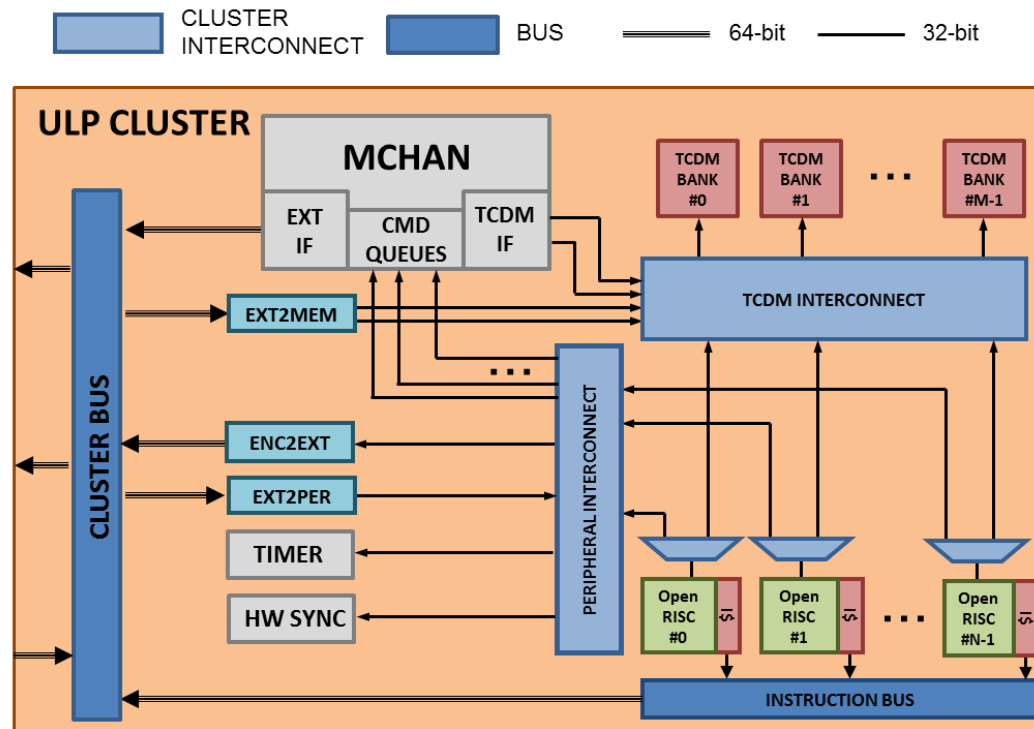 CLUSTER
INTERCONNECT
BUS
64-bit
32-bit
ULP CLUSTER
MCHAN
EXT
IF
CMD
QUEUES
TCDM
IF
TCDM
BANK
#0
TCDM
BANK
#1
TCDM
BANK
#M-1
TCDM INTERCONNECT
EXT2MEM
CLUSTER BUS
PERIPHERAL INTERCONNECT
ENC2EXT
EXT2PER
TIMER
HW SYNC
Open
RISC
#0
I$
Open
RISC
#1
I$
Open
RISC
#N-1
I$
INSTRUCTION BUS